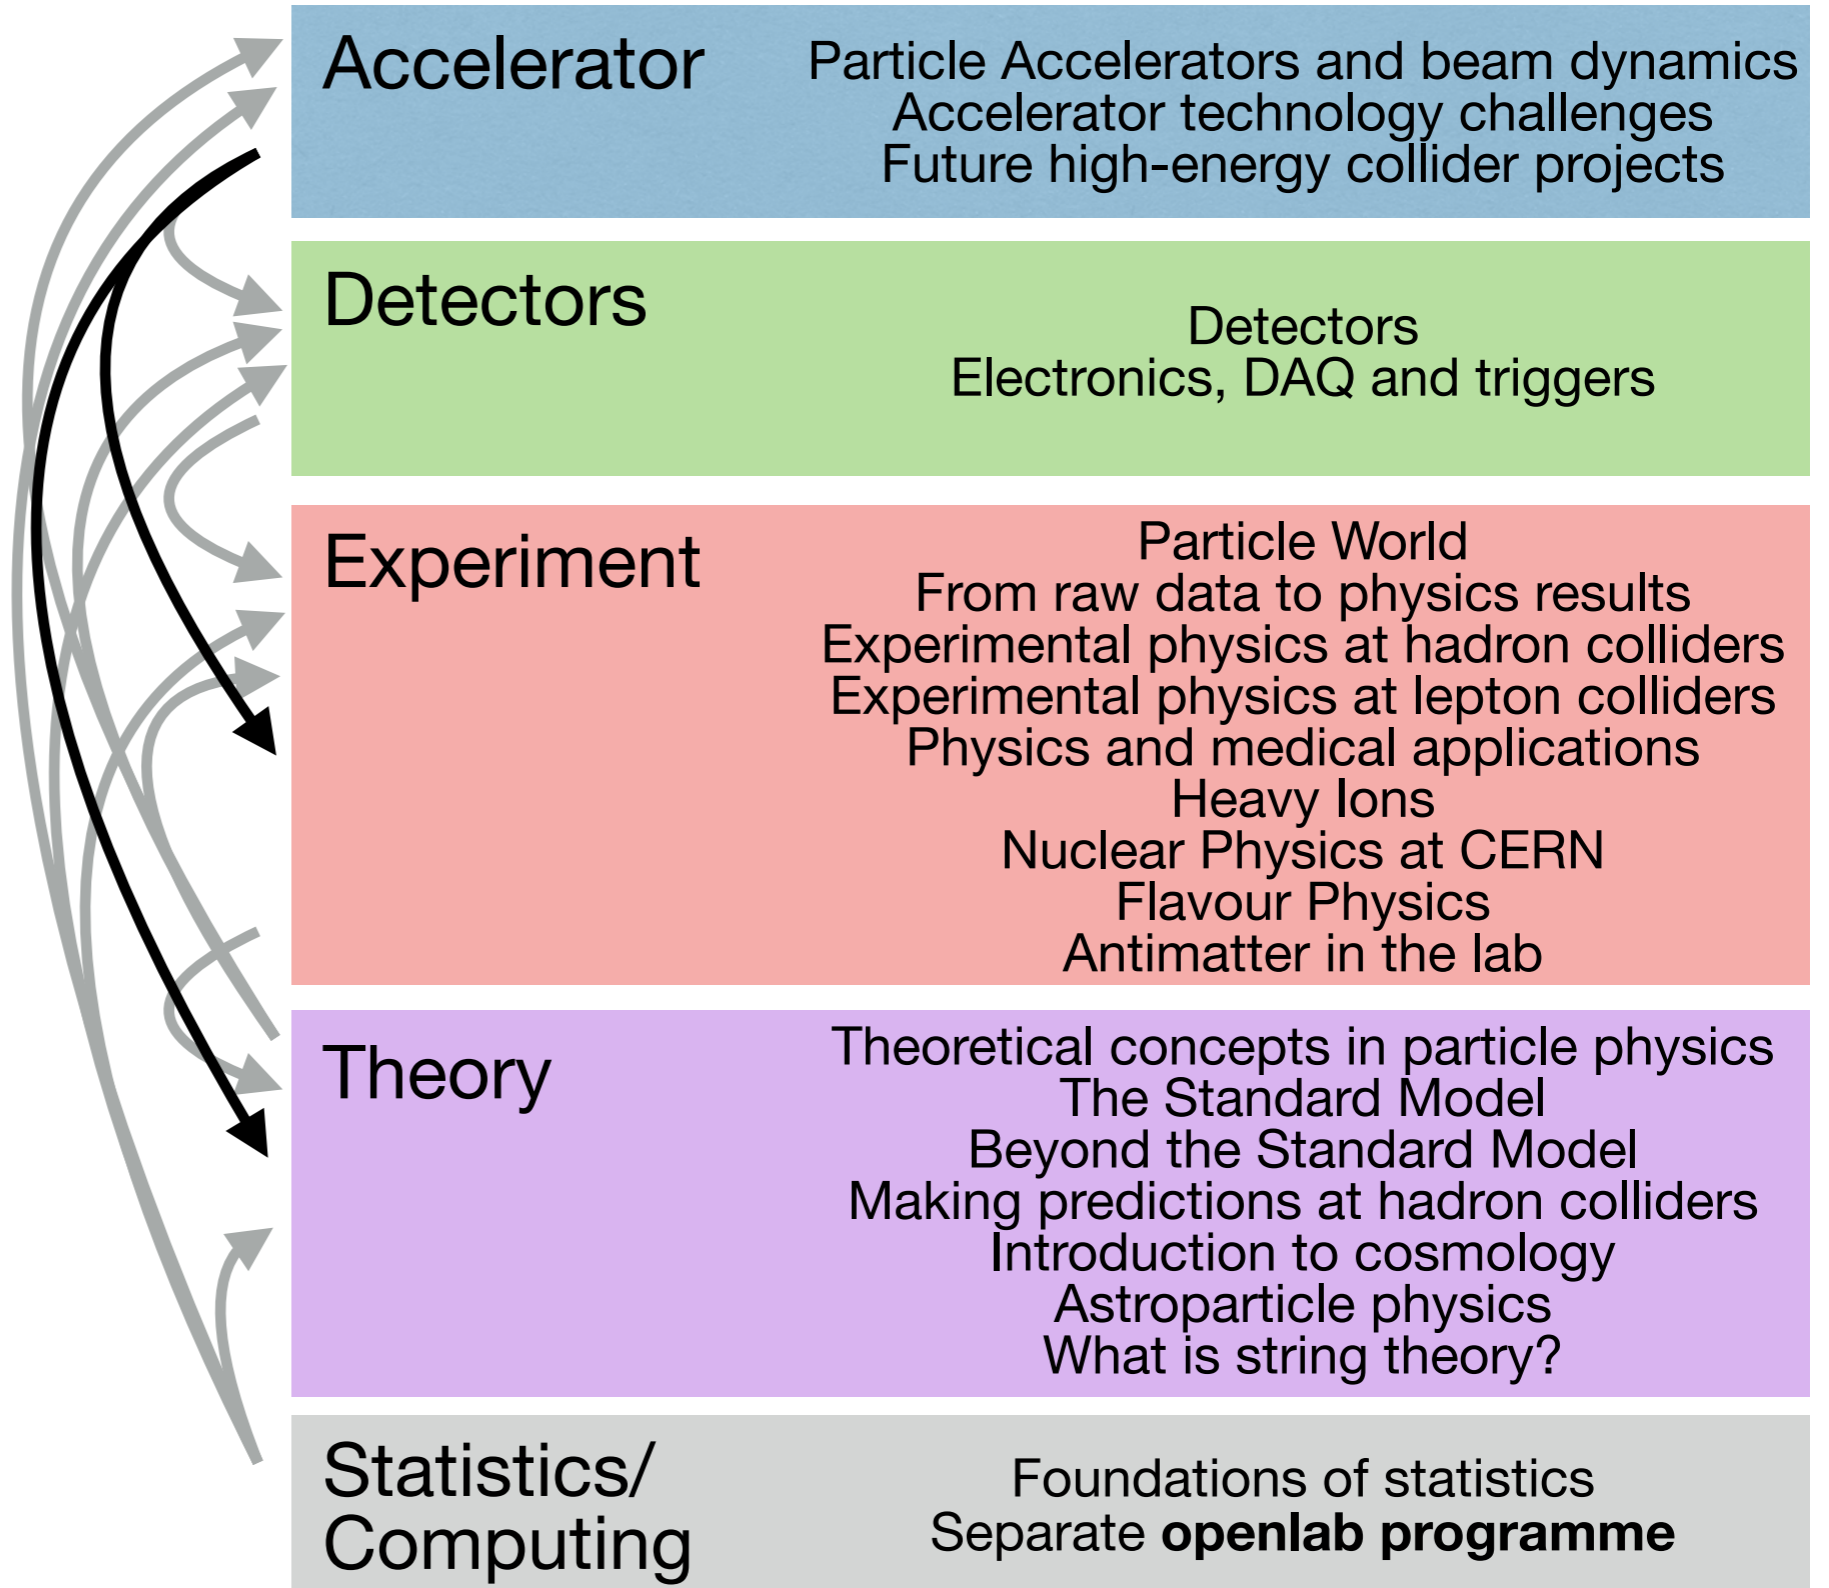 Accelerator
Particle Accelerators and beam dynamics
Accelerator technology challenges
Future high-energy collider projects
Detectors
Detectors
Electronics, DAQ and triggers
Experiment
Particle World
From raw data to physics results
Experimental physics at hadron colliders
Experimental physics at lepton colliders
Physics and medical applications
Heavy Ions
Nuclear Physics at CERN
Flavour Physics
Antimatter in the lab
Theory
Theoretical concepts in particle physics
The Standard Model
Beyond the Standard Model
Making predictions at hadron colliders
Introduction to cosmology
Astroparticle physics
What is string theory?
Statistics/
Computing
Foundations of statistics
Separate openlab programme